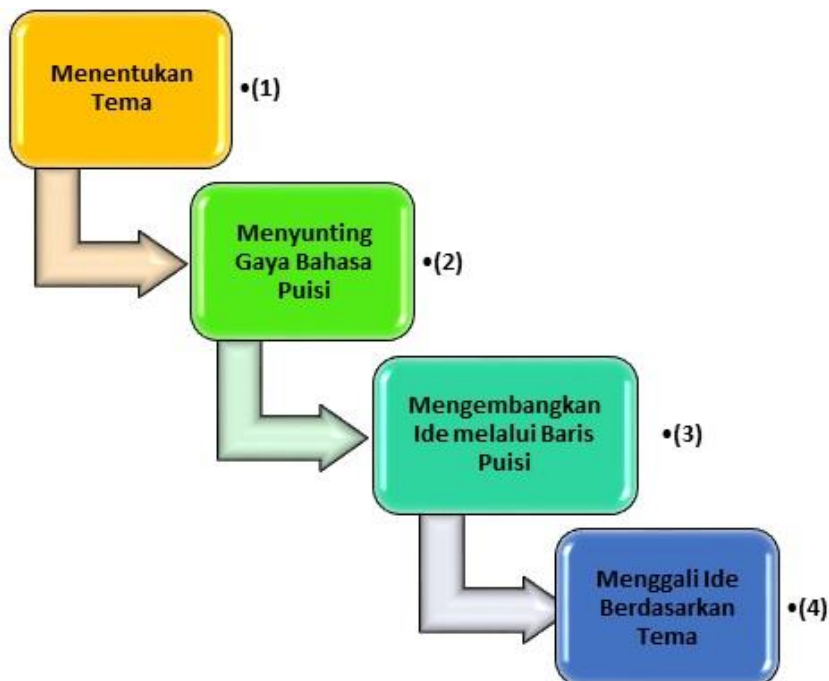 Menentukan
Tema
•(1)
Menyunting
Gaya Bahasa
Puisi
•(2)
Mengembangkan
Ide melalui Baris
Puisi
•(3)
Menggali Ide
Berdasarkan
Tema
•(4)